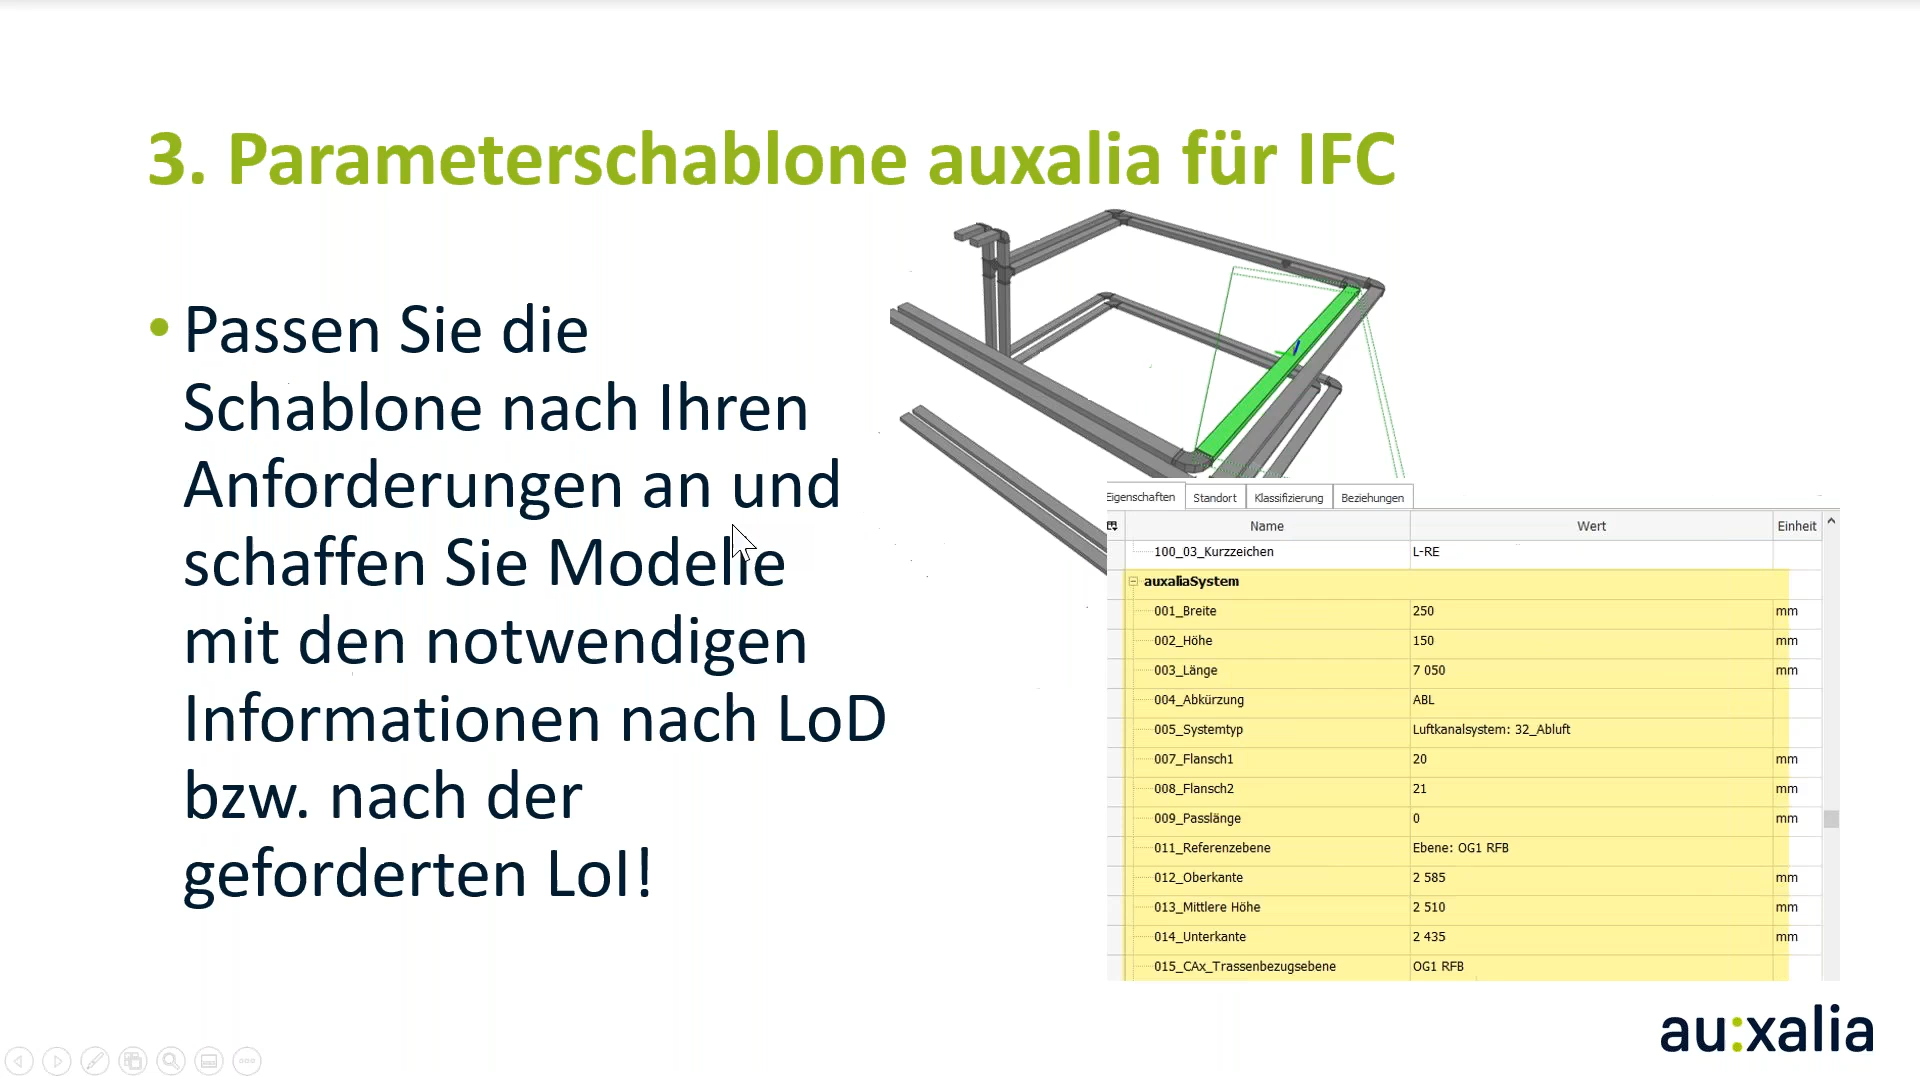 3. Parameterschablone auxalia für IFC
• Passen Sie die
Schablone nach Ihren
Anforderungen an und
schaffen Sie Modelle
mit den notwendigen
Informationen nach LoD
bzw. nach der
geforderten LoI!
Eigenschaften Standort Klassifizierung Beziehungen
Name Wert Einheit
100_03_Kurzzeichen L-RE
auxaliaSystem
001_Breite 250 mm
002_Höhe 150 mm
003_Länge 7 050 mm
004_Abkürzung ABL
005_Systemtyp Luftkanalsystem: 32_Abluft
007_Flansch1 20 mm
008_Flansch2 21 mm
009_Passlänge 0 mm
011_Referenzebene Ebene: OG1 RFB
012_Oberkante 2 585 mm
013_Mittlere Höhe 2 510 mm
014_Unterkante 2 435 mm
015_CAx_Trassenbezugsebene OG1 RFB
au:xalia